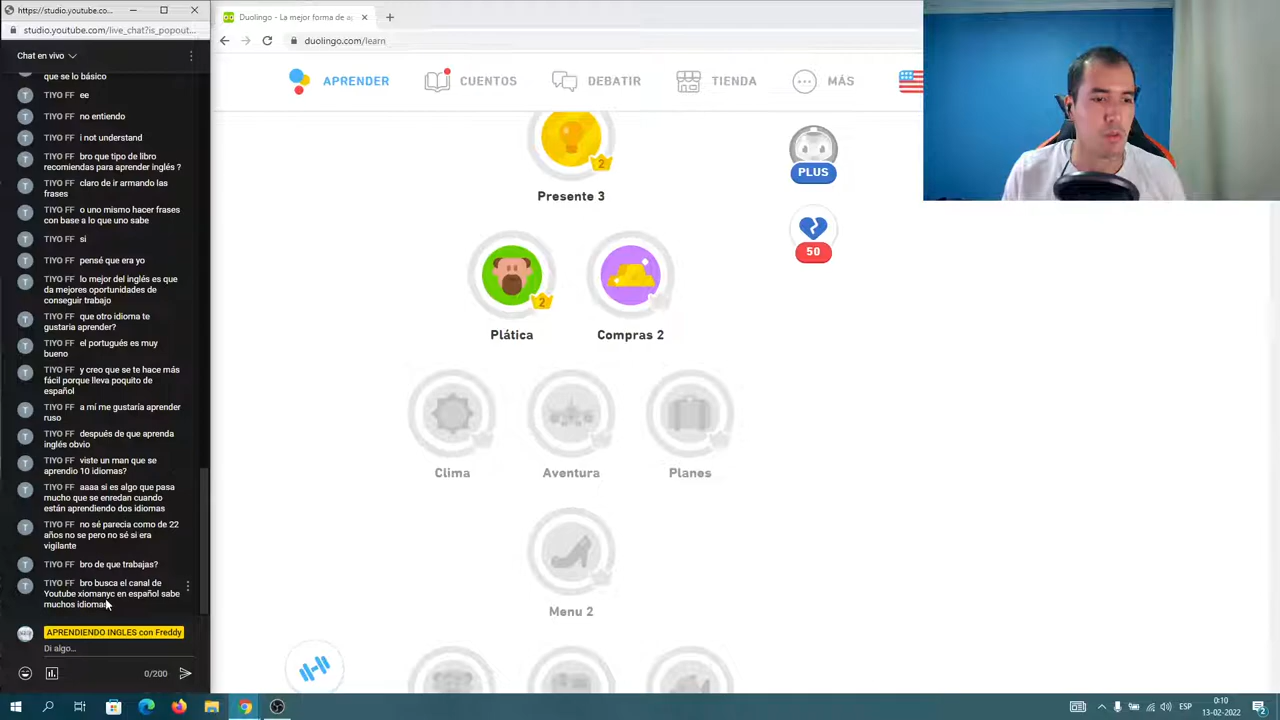 https://studio.youtube.co...
studio.youtube.com/live_chat?is_popout...
Chat en vivo
que se lo básico
TIYO FF ee
TIYO FF no entiendo
TIYO FF i not understand
TIYO FF bro que tipo de libro
recomiendas para aprender inglés ?
TIYO FF claro de ir armando las
frases
TIYO FF o uno mismo hacer frases
con base a lo que uno sabe
TIYO FF si
TIYO FF pensé que era yo
TIYO FF lo mejor del inglés es que
da mejores oportunidades de
conseguir trabajo
TIYO FF que otro idioma te
gustaría aprender?
TIYO FF el portugués es muy
bueno
TIYO FF y creo que se te hace más
fácil porque lleva poquito de
español
TIYO FF a mí me gustaría aprender
ruso
TIYO FF después de que aprenda
inglés obvio
TIYO FF viste un man que se
aprendio 10 idiomas?
TIYO FF aaaa si es algo que pasa
mucho que se enredan cuando
están aprendiendo dos idiomas
TIYO FF no sé parecia como de 22
años no se pero no sé si era
vigilante
TIYO FF bro de que trabajas?
TIYO FF bro busca el canal de
Youtube xiomanyc en español sabe
muchos idiomas
APRENDIENDO INGLES con Freddy
Di algo...
0/200
Duolingo - La mejor forma de a
duolingo.com/learn
APRENDER
CUENTOS
DEBATIR
TIENDA
MÁS
2
Presente 3
PLUS
50
2
Plática
Compras 2
Clima
Aventura
Planes
Menu 2
ESP
0:10
13-02-2022
2